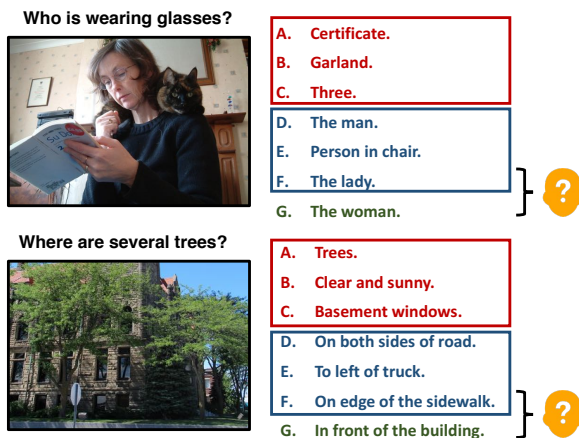 Who is wearing glasses?
A. Certificate.
B. Garland.
C. Three.
D. The man.
E. Person in chair.
F. The lady.
G. The woman.
?
Su Do
Where are several trees?
A. Trees.
B. Clear and sunny.
C. Basement windows.
D. On both sides of road.
E. To left of truck.
F. On edge of the sidewalk.
G. In front of the building.
?